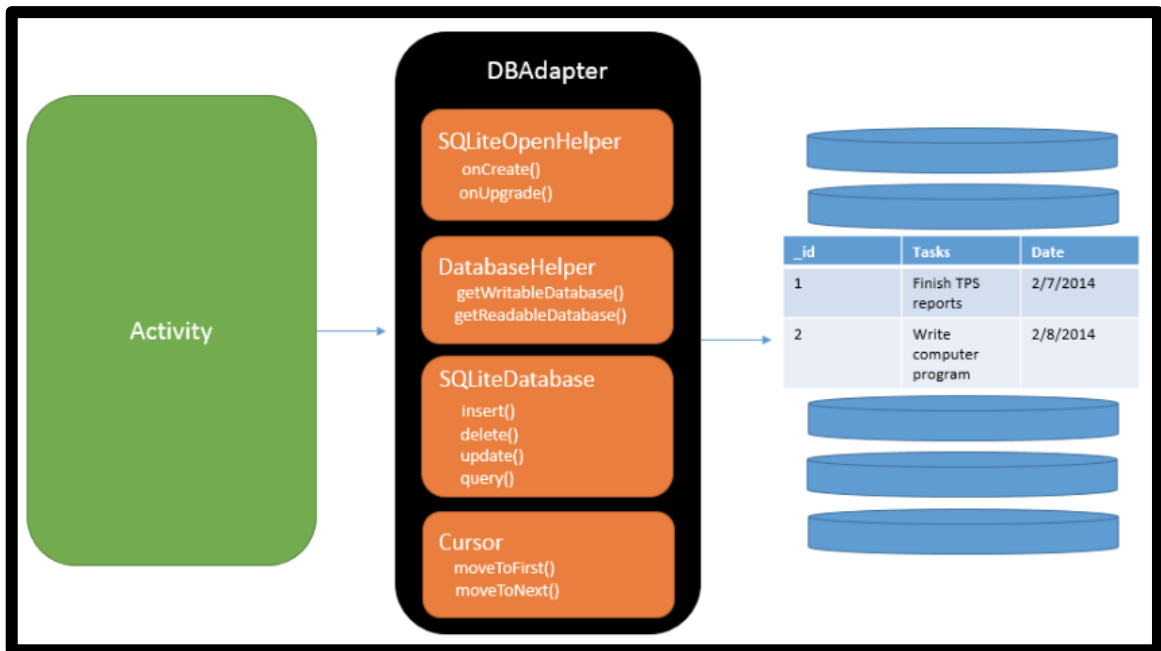 Activity
DBAdapter
SQLiteOpenHelper
onCreate()
onUpgrade()
DatabaseHelper
getWritableDatabase()
getReadableDatabase()
SQLiteDatabase
insert()
delete()
update()
query()
Cursor
moveToFirst()
moveToNext()
_id Tasks Date
1 Finish TPS 2/7/2014
reports
2 Write 2/8/2014
computer
program